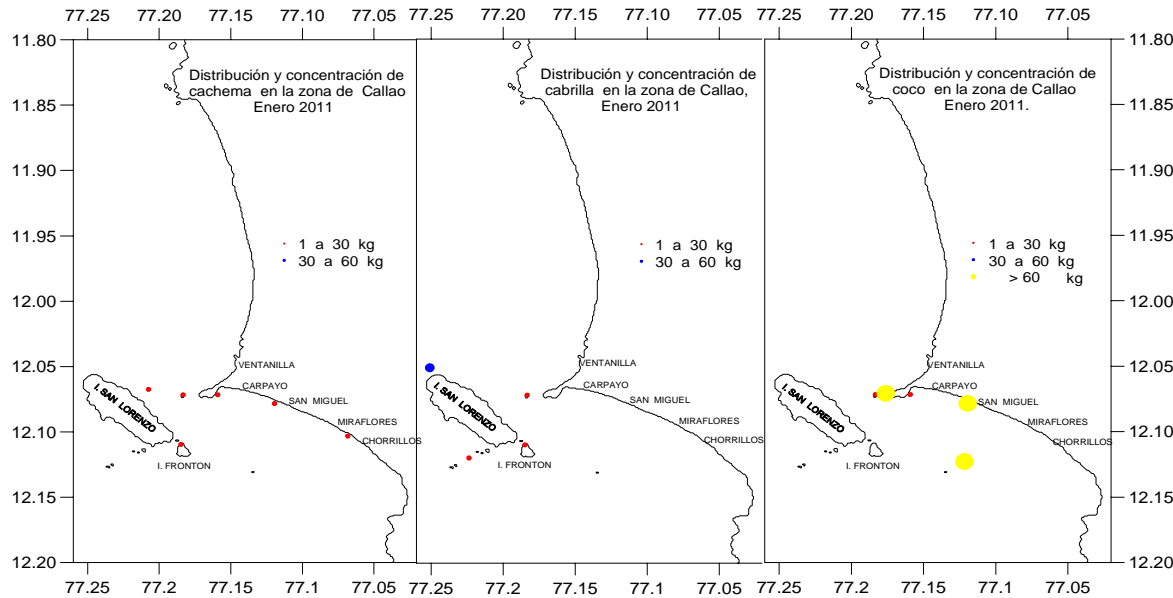 77.25 77.20 77.15 77.10 77.05 77.25 77.20 77.15 77.10 77.05 77.25 77.20 77.15 77.10 77.05
11.80
11.85
11.90
11.95
12.00
12.05
12.10
12.15
12.20
Distribución y concentración de
cachema en la zona de Callao
Enero 2011
1 a 30 kg
30 a 60 kg
VENTANILLA
CARPAYO
SAN MIGUEL
MIRAFLORES
CHORRILLOS
I. SAN LORENZO
I. FRONTON
Distribución y concentración de
cabrilla en la zona de Callao,
Enero 2011
1 a 30 kg
30 a 60 kg
VENTANILLA
CARPAYO
SAN MIGUEL
MIRAFLORES
CHORRILLOS
I. SAN LORENZO
I. FRONTON
Distribución y concentración de
coco en la zona de Callao
Enero 2011.
1 a 30 kg
30 a 60 kg
> 60 kg
VENTANILLA
CARPAYO
SAN MIGUEL
MIRAFLORES
CHORRILLOS
I. SAN LORENZO
I. FRONTON
11.80
11.85
11.90
11.95
12.00
12.05
12.10
12.15
12.20
77.25 77.20 77.15 77.10 77.05 77.25 77.20 77.15 77.10 77.05 77.25 77.20 77.15 77.10 77.05